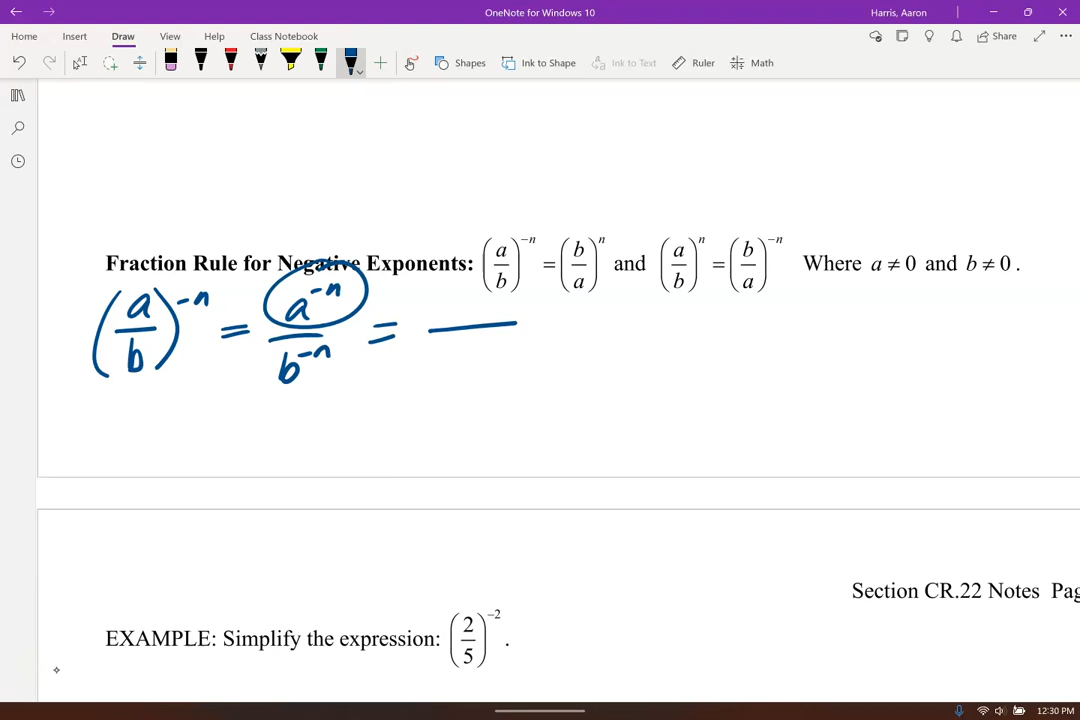 OneNote for Windows 10
Harris, Aaron
Home Insert Draw View Help Class Notebook
Share
Shapes Ink to Shape Ink to Text Ruler Math
Fraction Rule for Negative Exponents: (a/b)^{-n} = (b/a)^{n} and (a/b)^{n} = (b/a)^{-n} Where a ≠ 0 and b ≠ 0 .
(a/b)^{-n} = a^{-n}/b^{-n} =
Section CR.22 Notes Pag
EXAMPLE: Simplify the expression: (2/5)^{-2} .
12:30 PM